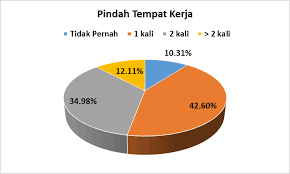 Pindah Tempat Kerja
Tidak Pernah 1 kali 2 kali > 2 kali
10.31%
12.11%
34.98%
42.60%